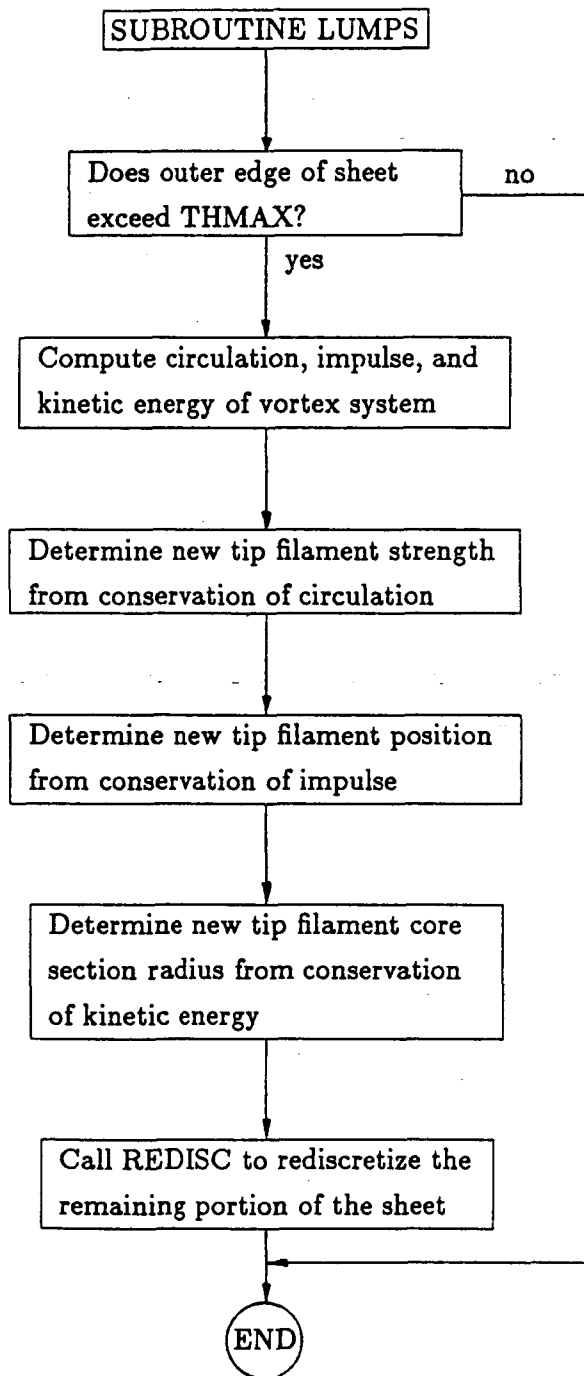 SUBROUTINE LUMPS
Does outer edge of sheet
exceed THMAX?
no
yes
Compute circulation, impulse, and
kinetic energy of vortex system
Determine new tip filament strength
from conservation of circulation
Determine new tip filament position
from conservation of impulse
Determine new tip filament core
section radius from conservation
of kinetic energy
Call REDISC to rediscretize the
remaining portion of the sheet
END